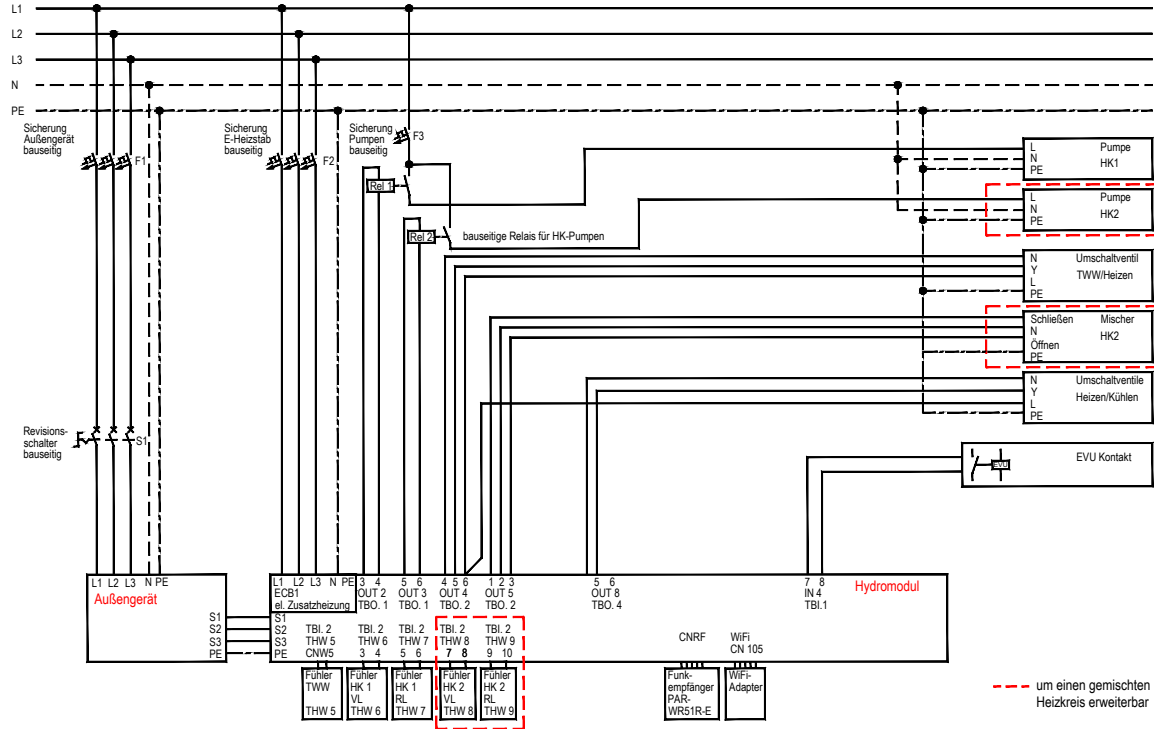 L1
L2
L3
N
PE
Sicherung
Außengerät
bauseitig
F1
Sicherung
E-Heizstab
bauseitig
F2
Sicherung
Pumpen
bauseitig
F3
Rel 1
Rel 2
bauseitige Relais für HK-Pumpen
L Pumpe
N HK1
PE
L Pumpe
N HK2
PE
N Umschaltventil
Y TWW/Heizen
L
PE
Schließen Mischer
N HK2
Öffnen
PE
N Umschaltventile
Y Heizen/Kühlen
L
PE
EVU EVU Kontakt
Revisions-
schalter
bauseitig
S1
L1 L2 L3 N PE
Außengerät
S1
S2
S3
PE
L1 L2 L3 N PE
ECB1
el. Zusatzheizung
S1
S2
S3
PE
3 4
OUT 2
TBO. 1
5 6
OUT 3
TBO. 1
4 5 6
OUT 4
TBO. 2
1 2 3
OUT 5
TBO. 2
5 6
OUT 8
TBO. 4
7 8
IN 4
TBI.1
Hydromodul
TBI. 2
THW 5
CNW5
TBI. 2
THW 6
3 4
TBI. 2
THW 7
5 6
TBI. 2
THW 8
7 8
TBI. 2
THW 9
9 10
CNRF
WiFi
CN 105
Fühler
TWW
THW 5
Fühler
HK 1
VL
THW 6
Fühler
HK 1
RL
THW 7
Fühler
HK 2
VL
THW 8
Fühler
HK 2
RL
THW 9
Funk-
empfänger
PAR-
WR51R-E
WiFi-
Adapter
um einen gemischten
Heizkreis erweiterbar